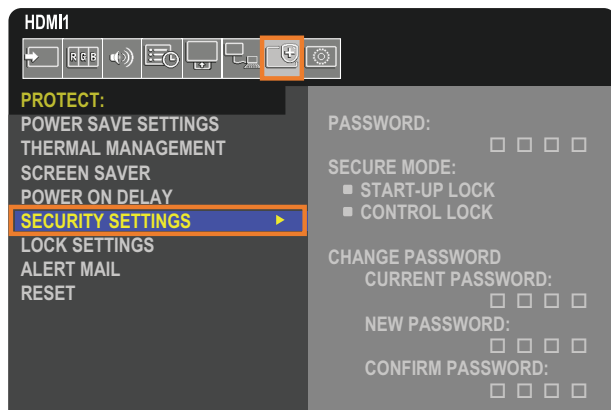 HDMI1
RGB
PROTECT:
POWER SAVE SETTINGS
THERMAL MANAGEMENT
SCREEN SAVER
POWER ON DELAY
SECURITY SETTINGS
LOCK SETTINGS
ALERT MAIL
RESET
PASSWORD:
SECURE MODE:
START-UP LOCK
CONTROL LOCK
CHANGE PASSWORD
CURRENT PASSWORD:
NEW PASSWORD:
CONFIRM PASSWORD: